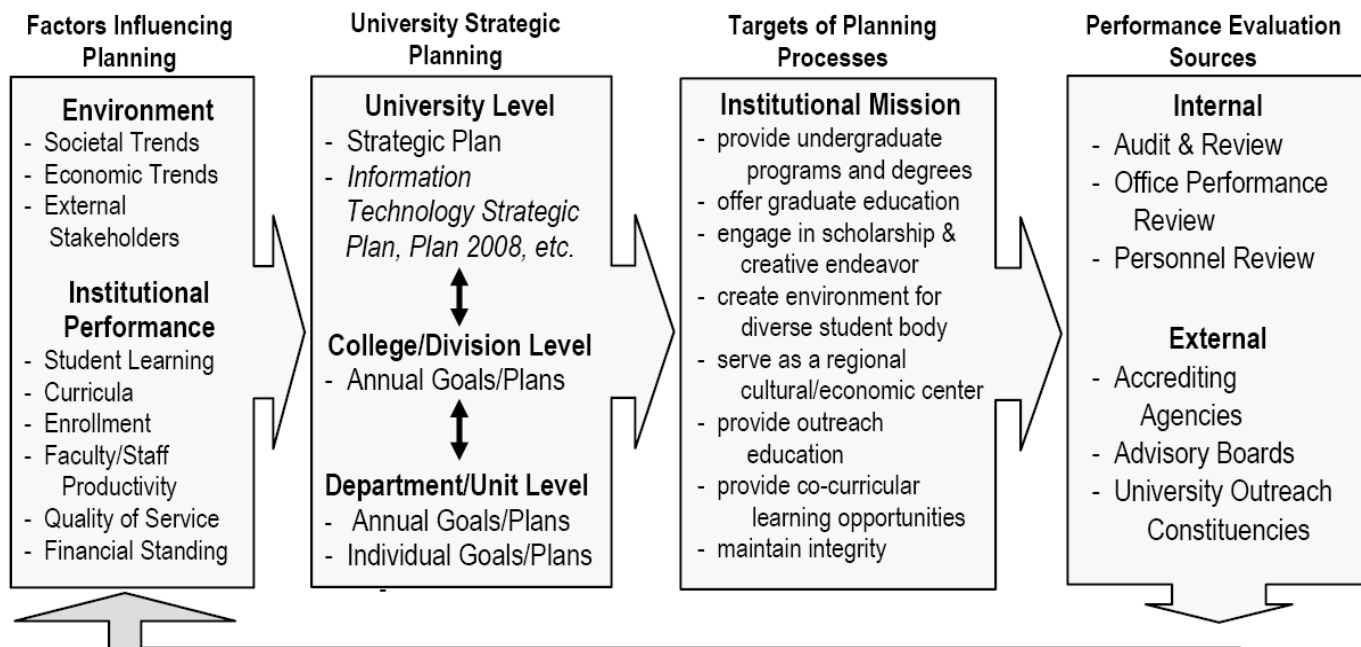 Factors Influencing
Planning
Environment
- Societal Trends
- Economic Trends
- External
Stakeholders
Institutional
Performance
- Student Learning
- Curricula
- Enrollment
- Faculty/Staff
Productivity
- Quality of Service
- Financial Standing
University Strategic
Planning
University Level
- Strategic Plan
- Information
Technology Strategic
Plan, Plan 2008, etc.
College/Division Level
- Annual Goals/Plans
Department/Unit Level
- Annual Goals/Plans
- Individual Goals/Plans
-
Targets of Planning
Processes
Institutional Mission
- provide undergraduate
programs and degrees
- offer graduate education
- engage in scholarship &
creative endeavor
- create environment for
diverse student body
- serve as a regional
cultural/economic center
- provide outreach
education
- provide co-curricular
learning opportunities
- maintain integrity
Performance Evaluation
Sources
Internal
- Audit & Review
- Office Performance
Review
- Personnel Review
External
- Accrediting
Agencies
- Advisory Boards
- University Outreach
Constituencies